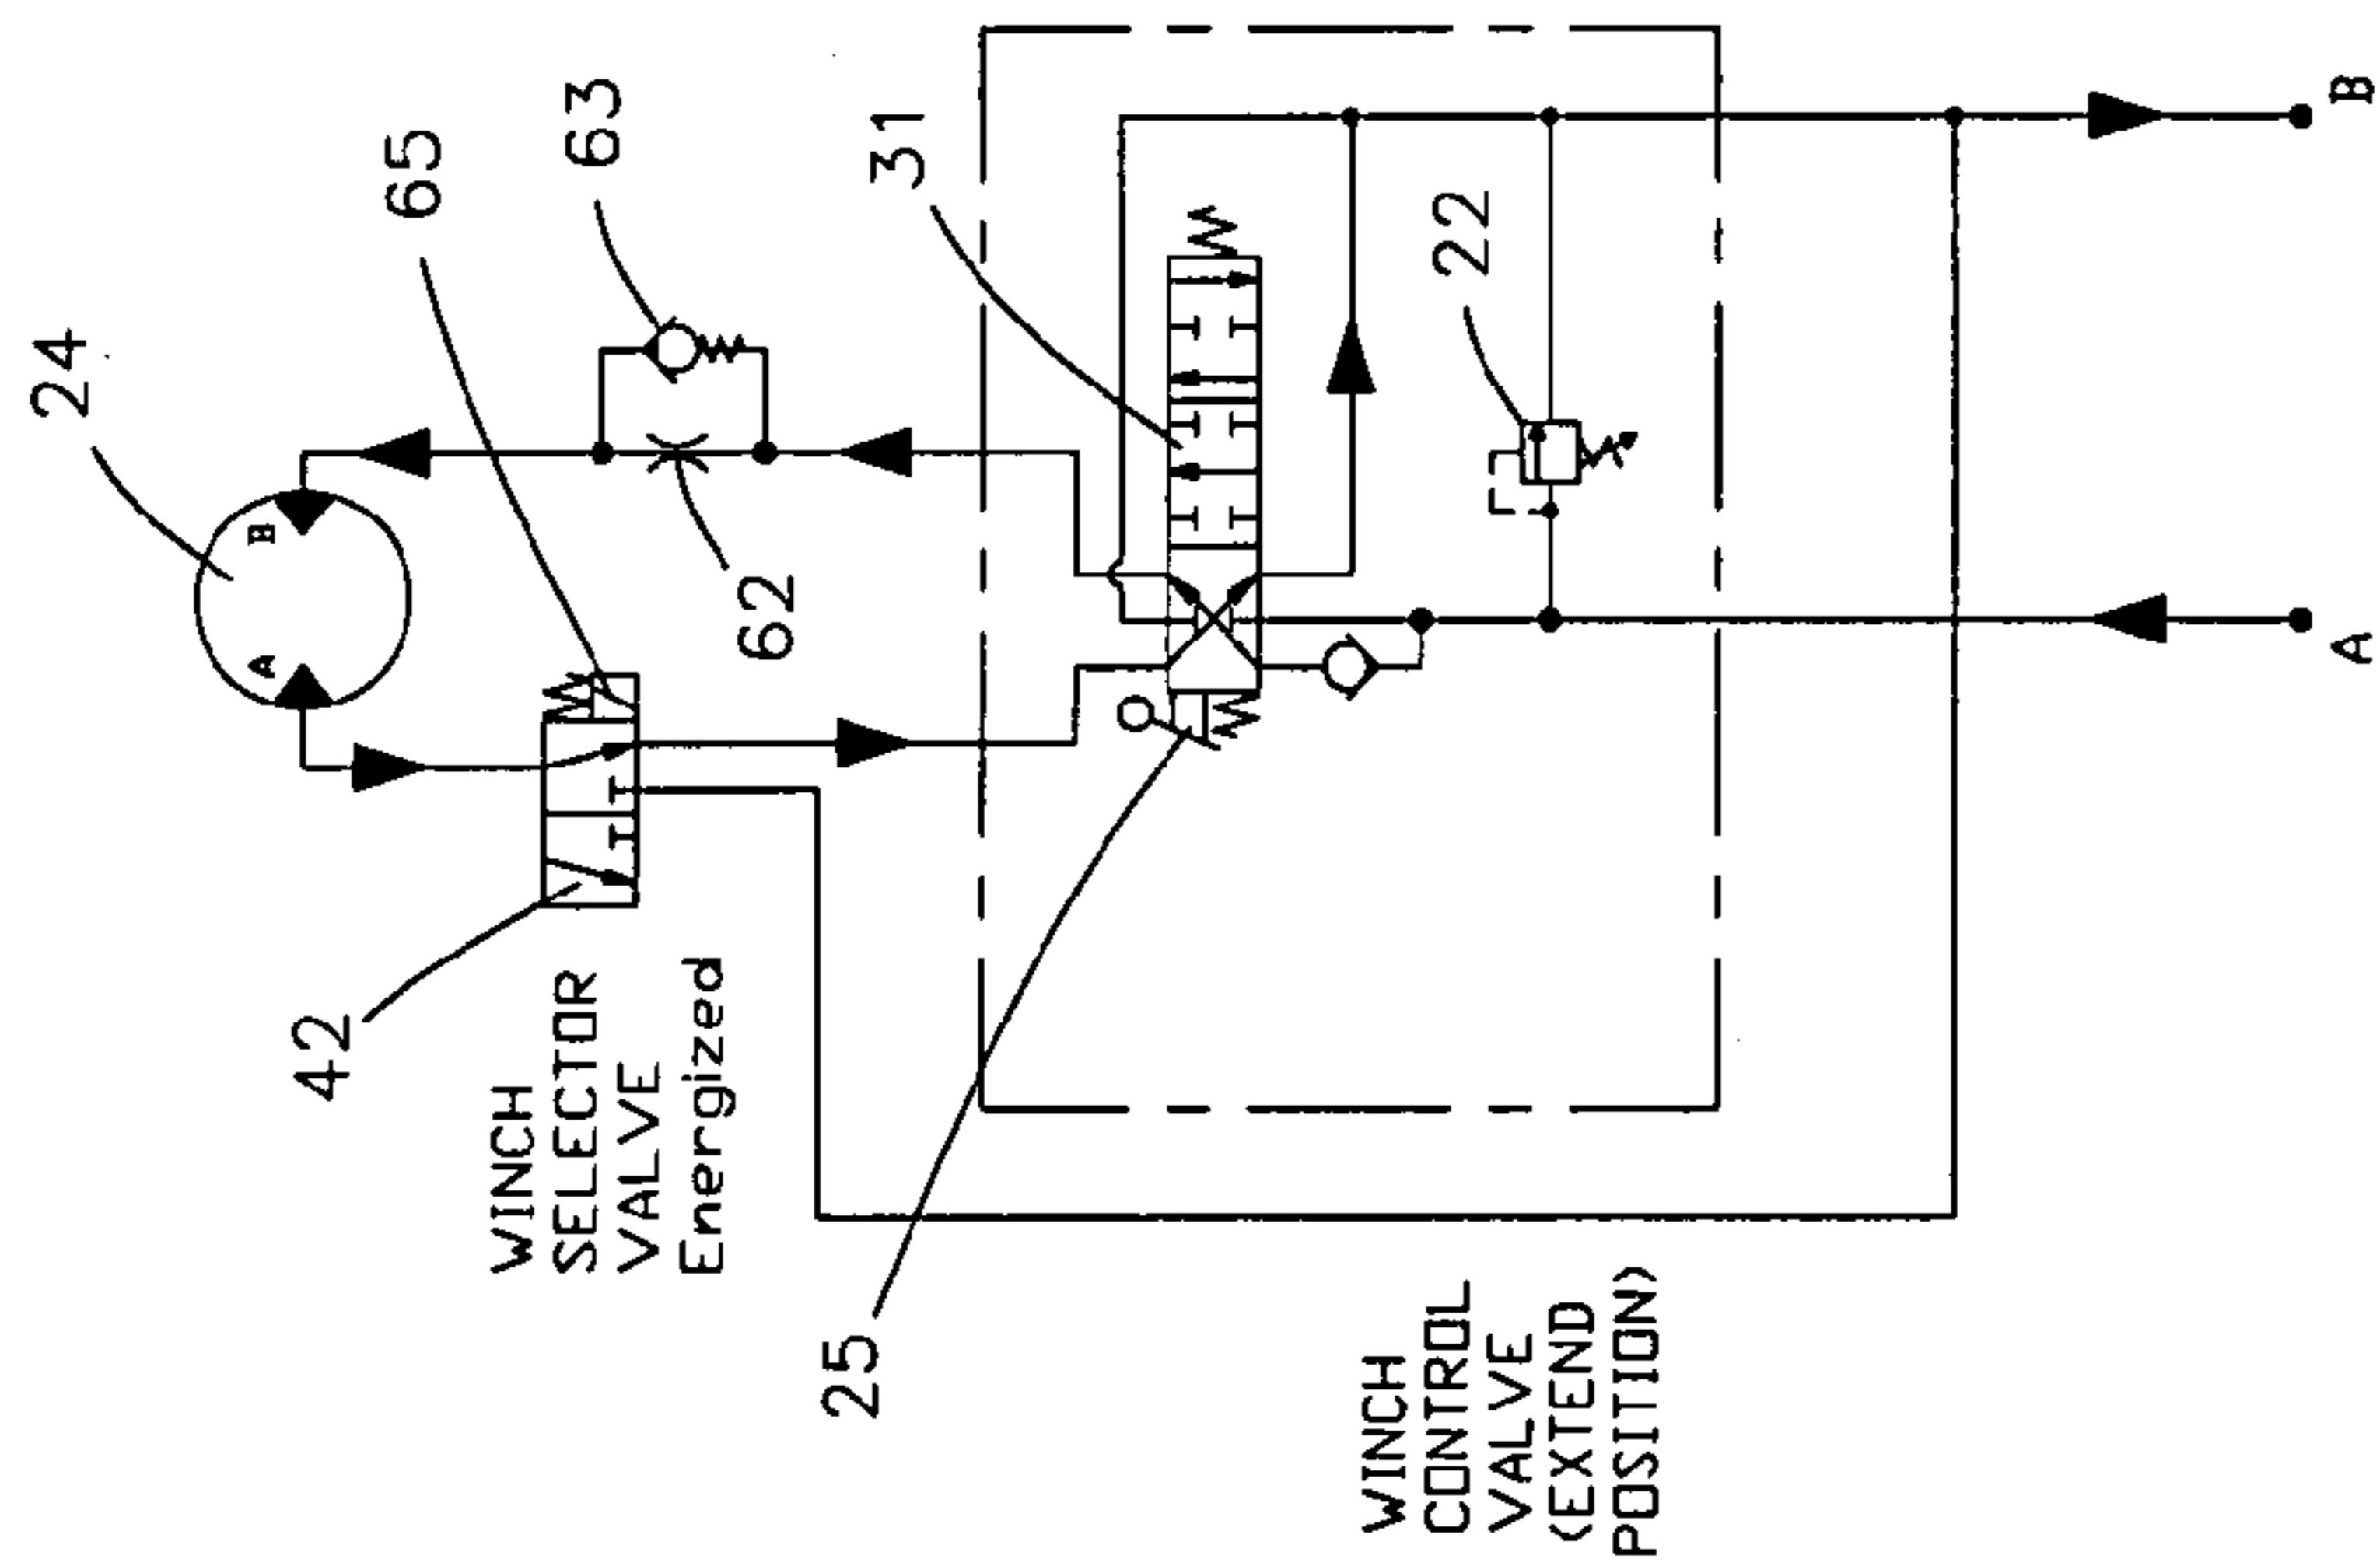 24
65
63
31
22
62
42
25
A
B
A
B
WINCH
SELECTOR
VALVE
Energized
WINCH
CONTROL
VALVE
(EXTEND
POSITION)